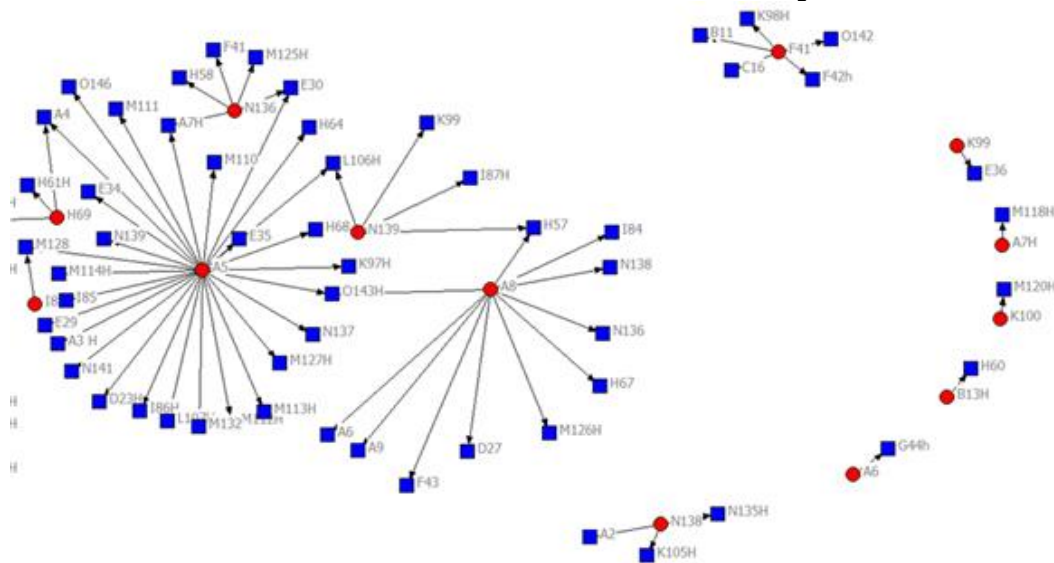 K98H
B11
O142
F41
C16
F42h
F41
M125H
H58
E30
O146
N136
M111
A4
A7H
H64
K99
K99
M110
L106H
E36
I87H
H61H
E34
M118H
H69
H68
N139
H57
I84
N139
E35
M128
A7H
M114H
A5
K97H
N138
A8
M120H
I85
O143H
E29
K100
A3 H
N137
N136
N141
M127H
H60
H67
B13H
D23H
I86H
M113H
M132
A6
M126H
A9
D27
G44h
A6
F43
N135H
N138
A2
K105H